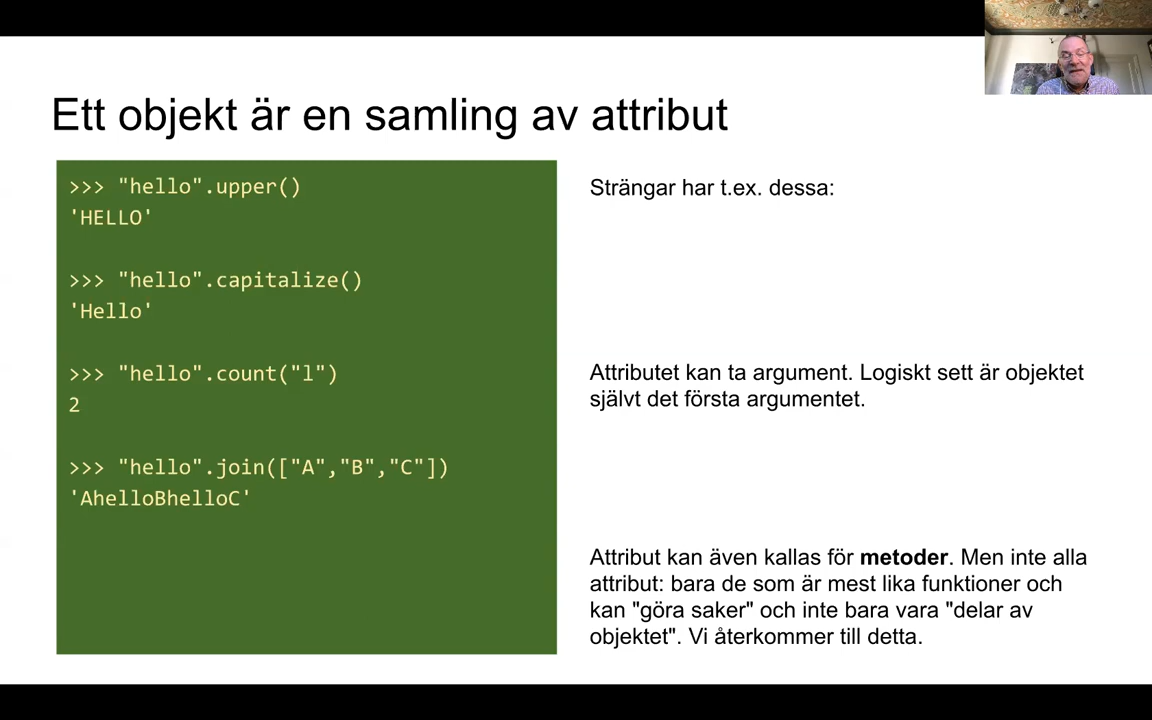 Ett objekt är en samling av attribut
>>> "hello".upper()
'HELLO'
>>> "hello".capitalize()
'Hello'
>>> "hello".count("l")
2
>>> "hello".join(["A","B","C"])
'AhelloBhelloC'
Strängar har t.ex. dessa:
Attributet kan ta argument. Logiskt sett är objektet
självt det första argumentet.
Attribut kan även kallas för metoder. Men inte alla
attribut: bara de som är mest lika funktioner och
kan "göra saker" och inte bara vara "delar av
objektet". Vi återkommer till detta.